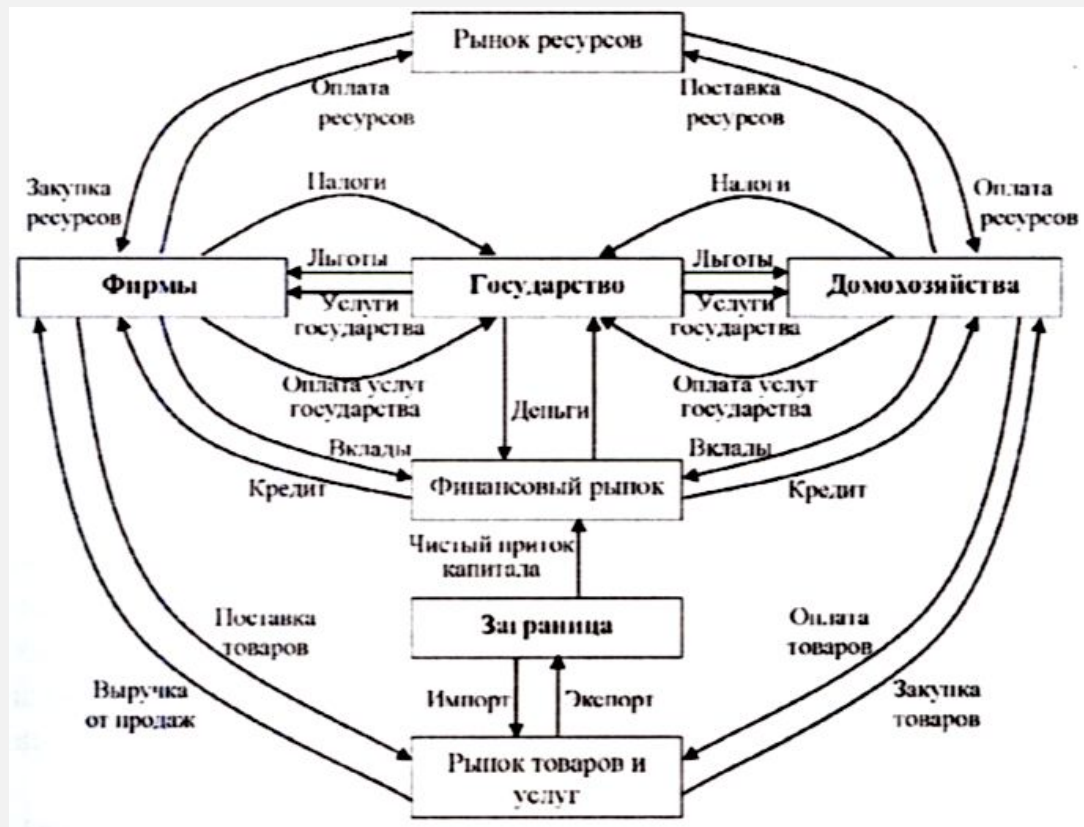 Рынок ресурсов
Оплата
ресурсов
Поставка
ресурсов
Закупка
ресурсов
Налоги
Налоги
Оплата
ресурсов
Фирмы
Льготы
Услуги
государства
Государство
Льготы
Услуги
государства
Домохозяйства
Оплата услуг
государства
Деньги
Оплата услуг
государства
Вклады
Вклады
Кредит
Финансовый рынок
Кредит
Чистый приток
капитала
Заграница
Поставка
товаров
Оплата
товаров
Выручка
от продаж
Импорт
Экспорт
Закупка
товаров
Рынок товаров и
услуг